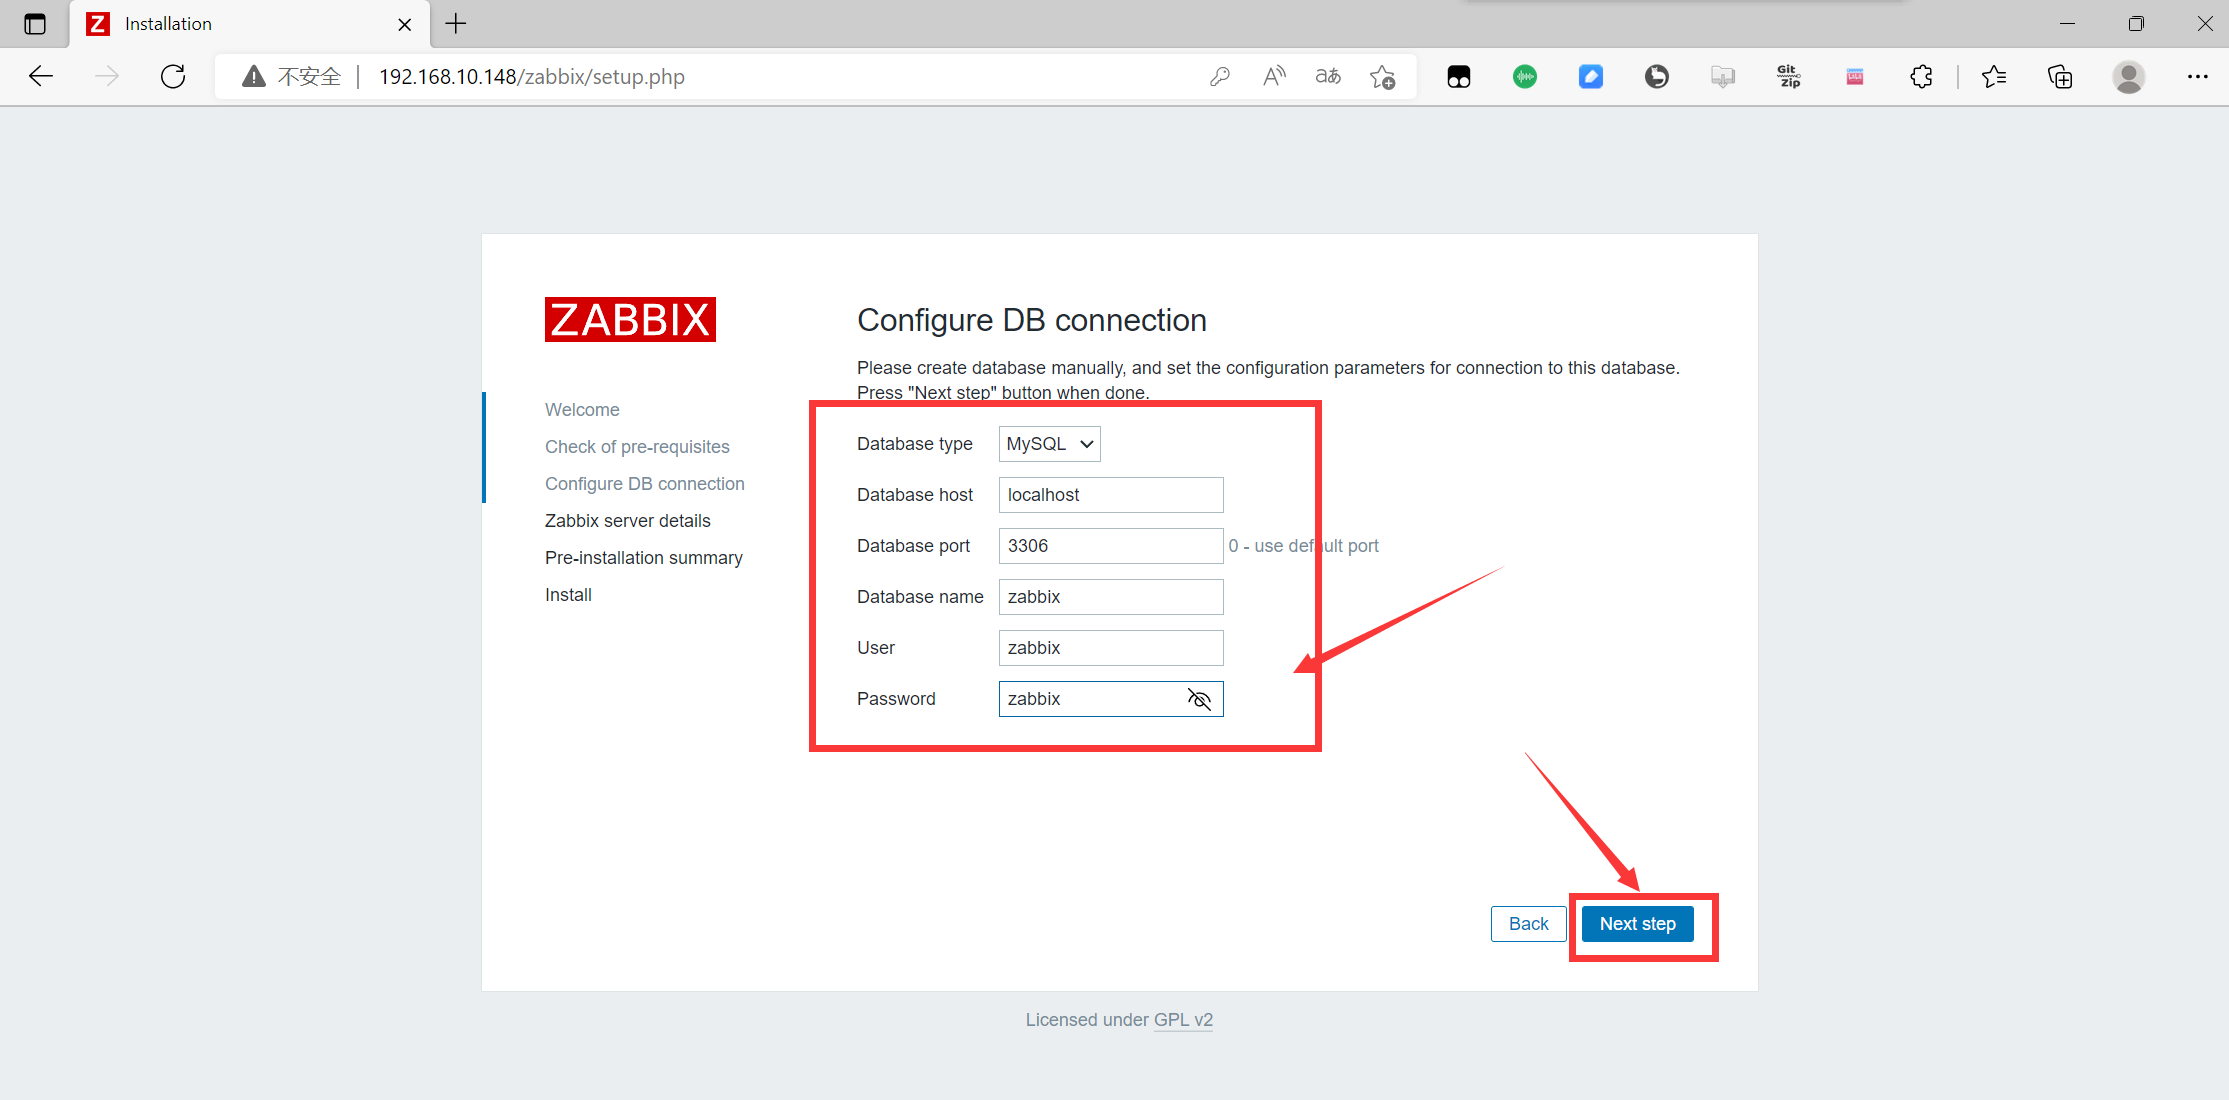 Z Installation
不安全 192.168.10.148/zabbix/setup.php
A aあ Git Zip
ZABBIX
Configure DB connection
Please create database manually, and set the configuration parameters for connection to this database.
Press "Next step" button when done.
Welcome
Check of pre-requisites
Configure DB connection
Zabbix server details
Pre-installation summary
Install
Database type MySQL
Database host localhost
Database port 3306 0 - use default port
Database name zabbix
User zabbix
Password zabbix
Back Next step
Licensed under GPL v2